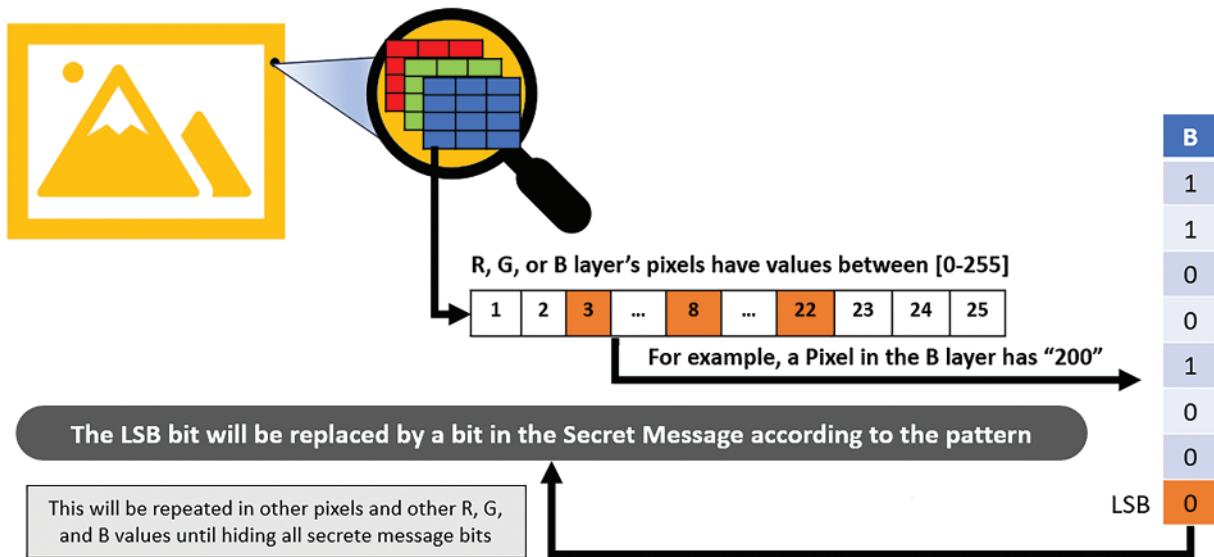 R, G, or B layer's pixels have values between [0-255]
1 2 3 ... 8 ... 22 23 24 25
For example, a Pixel in the B layer has “200”
The LSB bit will be replaced by a bit in the Secret Message according to the pattern
This will be repeated in other pixels and other R, G,
and B values until hiding all secrete message bits
B
1
1
0
0
1
0
0
LSB 0